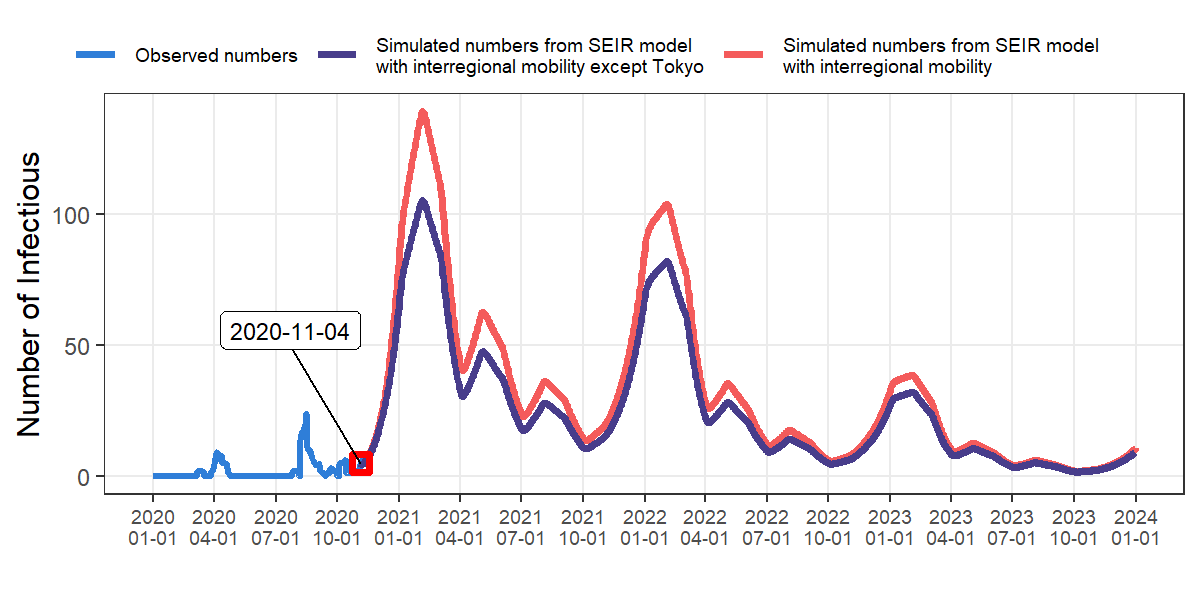 Observed numbers
Simulated numbers from SEIR model
with interregional mobility except Tokyo
Simulated numbers from SEIR model
with interregional mobility
Number of Infectious
100
50
0
2020-11-04
2020 2020 2020 2020 2021 2021 2021 2021 2022 2022 2022 2022 2023 2023 2023 2023 2024
01-01 04-01 07-01 10-01 01-01 04-01 07-01 10-01 01-01 04-01 07-01 10-01 01-01 04-01 07-01 10-01 01-01